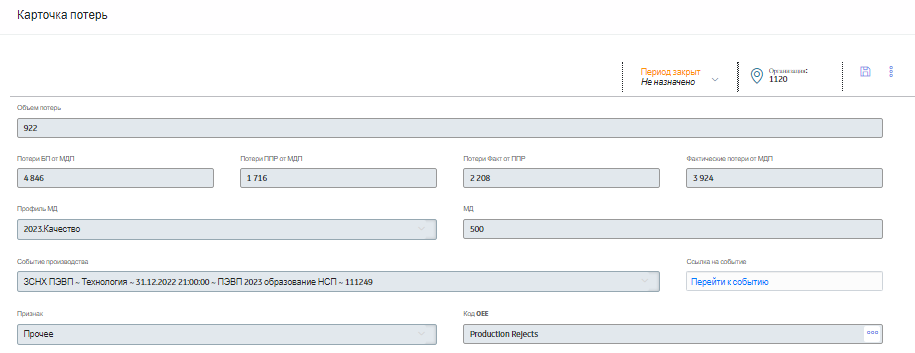 Карточка потерь
Период закрыт
Не назначено
Организация:
1120
Объем потерь
922
Потери БП от МДП
Потери ППР от МДП
Потери Факт от ППР
Фактические потери от МДП
4 846
1 716
2 208
3 924
Профиль МД
МД
2023.Качество
500
Событие производства
Ссылка на событие
ЗСНХ ПЭВП ~ Технология ~ 31.12.2022 21:00:00 ~ ПЭВП 2023 образование НСП ~ 111249
Перейти к событию
Признак
Код OEE
Прочее
Production Rejects